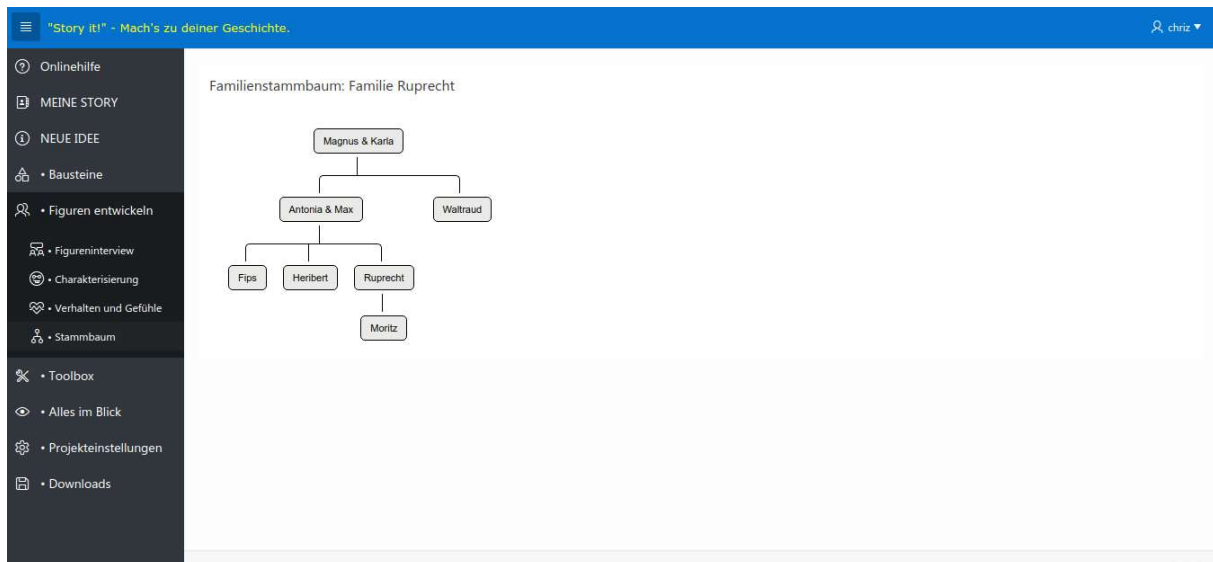 "Story it!" - Mach's zu deiner Geschichte.
chriz
Onlinehilfe
MEINE STORY
NEUE IDEE
• Bausteine
• Figuren entwickeln
• Figureninterview
• Charakterisierung
• Verhalten und Gefühle
• Stammbaum
• Toolbox
• Alles im Blick
• Projekteinstellungen
• Downloads
Familienstammbaum: Familie Ruprecht
Magnus & Karla
Antonia & Max
Waltraud
Fips
Heribert
Ruprecht
Moritz